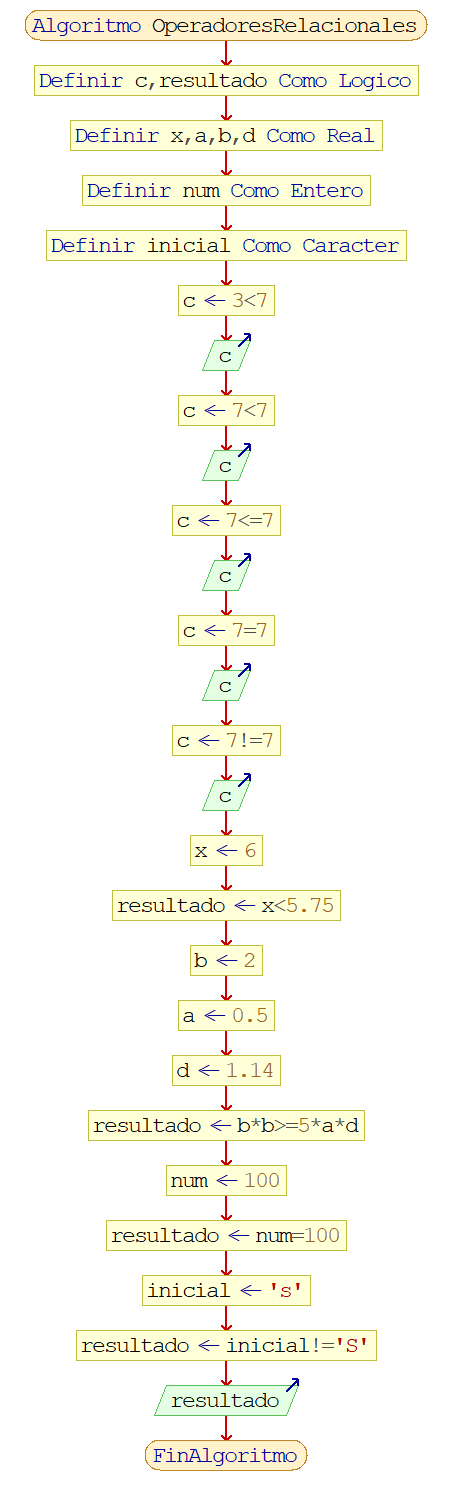 Algoritmo OperadoresRelacionales
Definir c,resultado Como Logico
Definir x,a,b,d Como Real
Definir num Como Entero
Definir inicial Como Caracter
c ← 3<7
c
c ← 7<7
c
c ← 7<=7
c
c ← 7=7
c
c ← 7!=7
c
x ← 6
resultado ← x<5.75
b ← 2
a ← 0.5
d ← 1.14
resultado ← b*b>=5*a*d
num ← 100
resultado ← num=100
inicial ← 's'
resultado ← inicial!='S'
resultado
FinAlgoritmo